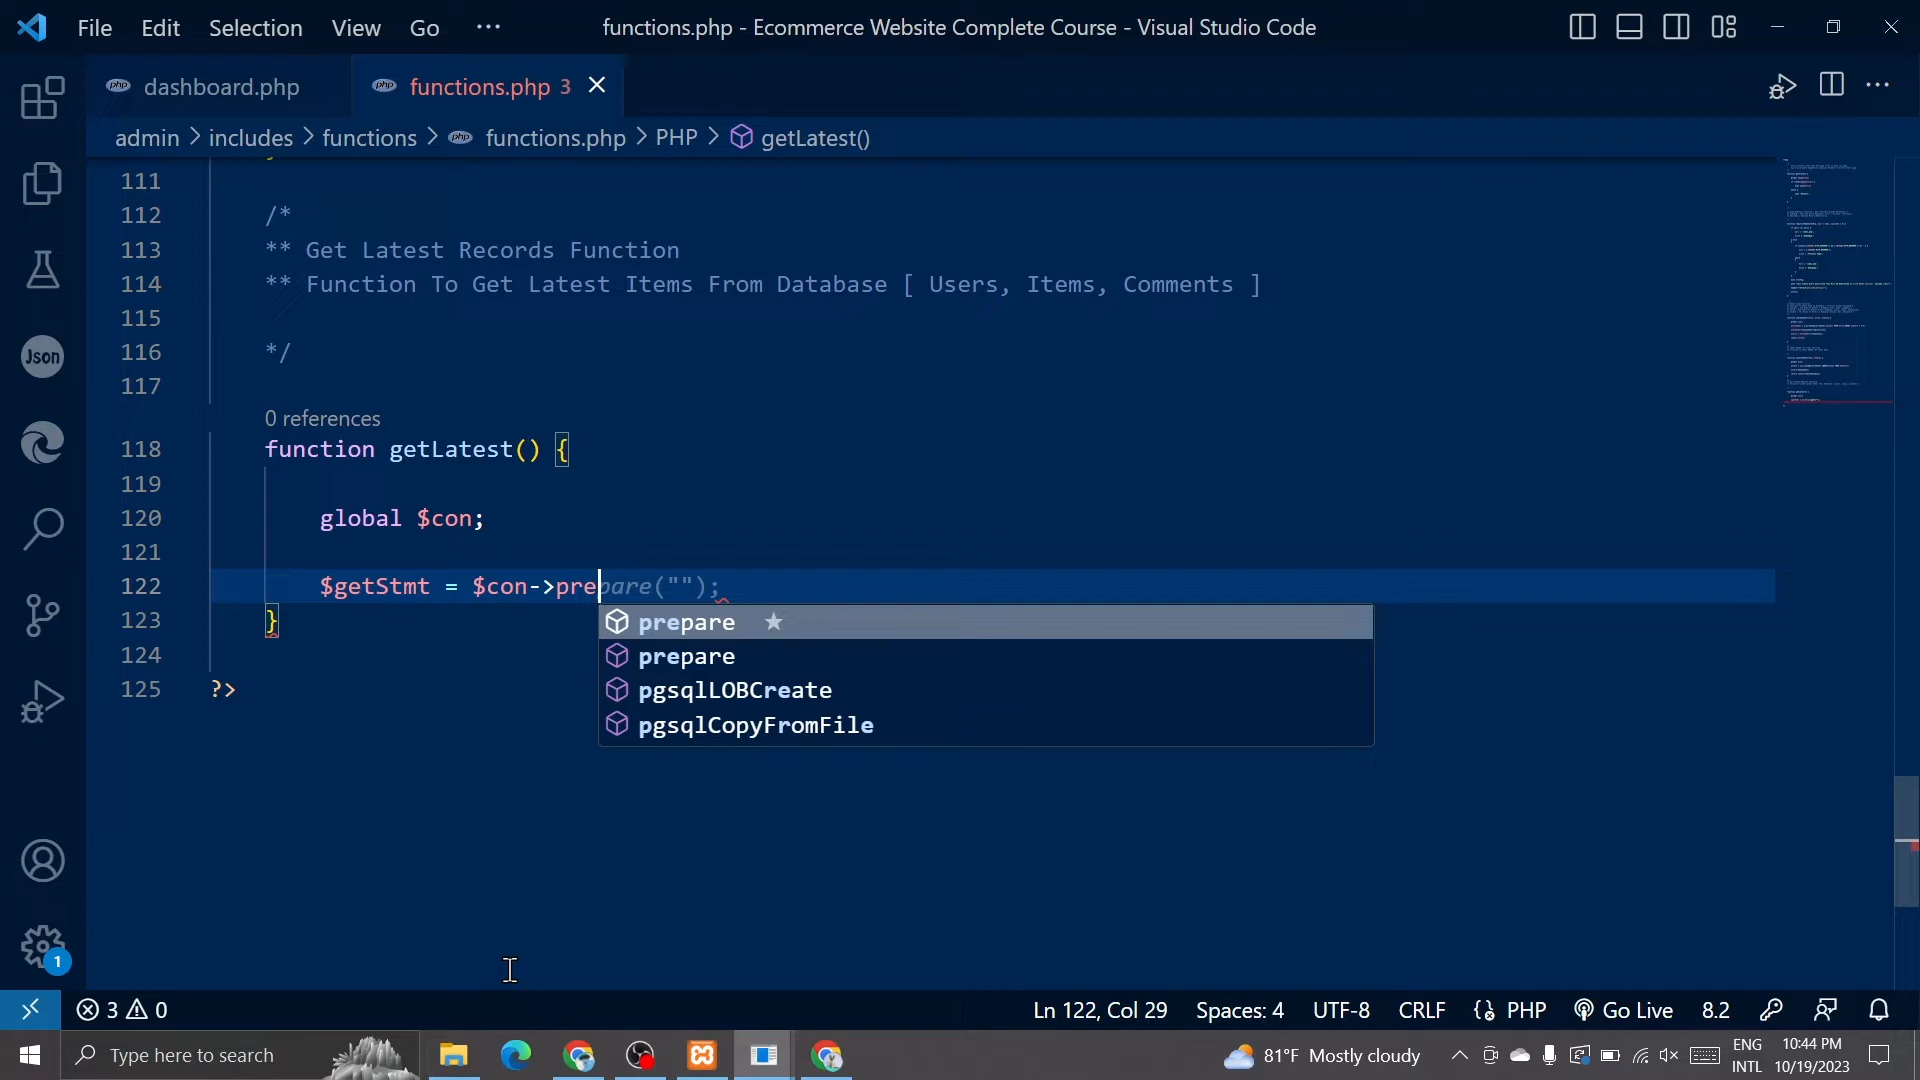 File Edit Selection View Go ··· functions.php - Ecommerce Website Complete Course - Visual Studio Code
php dashboard.php php functions.php 3
admin > includes > functions > php functions.php > PHP > getLatest()
111
112 /*
113 ** Get Latest Records Function
114 ** Function To Get Latest Items From Database [ Users, Items, Comments ]
115
116 */
117
0 references
118 function getLatest() {
119
120 global $con;
121
122 $getStmt = $con->prepare("");
prepare ★
123 }
prepare
124
pgsqlLOBCreate
125 ?>
pgsqlCopyFromFile
Json
1
3 0 Ln 122, Col 29 Spaces: 4 UTF-8 CRLF PHP Go Live 8.2
Type here to search 81°F Mostly cloudy ENG INTL 10:44 PM 10/19/2023